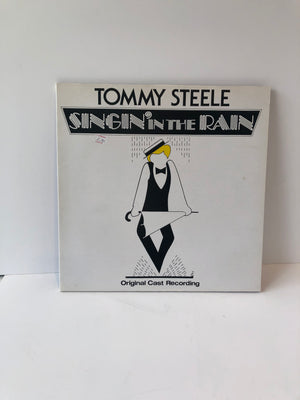 TOMMY STEELE
SINGIN' IN THE RAIN
Original Cast Recording